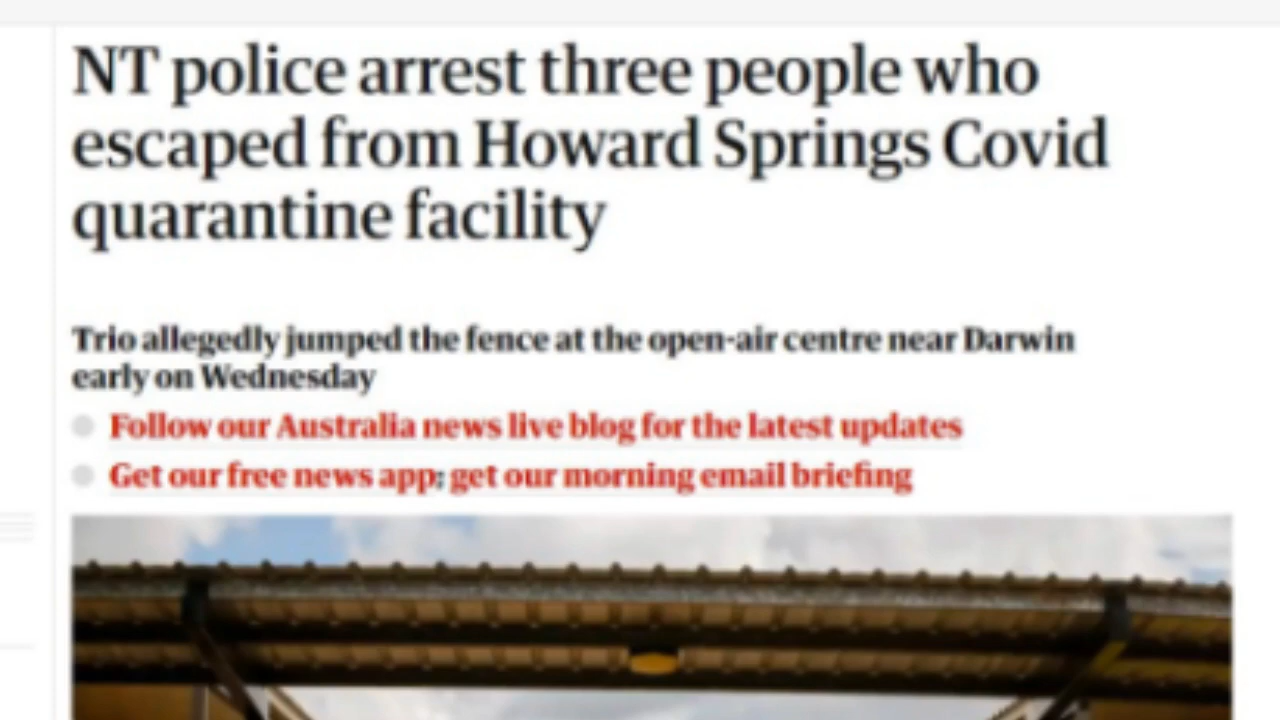 NT police arrest three people who
escaped from Howard Springs Covid
quarantine facility
Trio allegedly jumped the fence at the open-air centre near Darwin
early on Wednesday
Follow our Australia news live blog for the latest updates
Get our free news app; get our morning email briefing